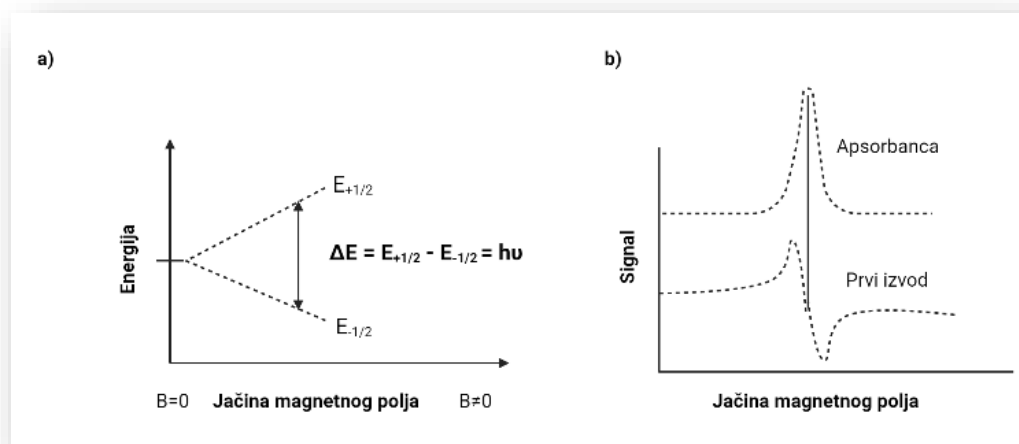 a)
Energija
E+1/2
ΔE = E+1/2 - E-1/2 = hυ
E-1/2
B=0 Jačina magnetnog polja B≠0
b)
Signal
Apsorbanca
Prvi izvod
Jačina magnetnog polja